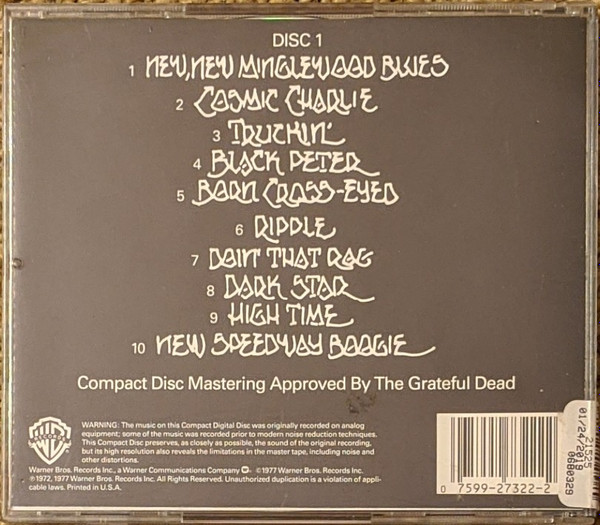 DISC 1
1 NEW, NEW MINGLEWOOD BLUES
2 COSMIC CHARLIE
3 TRUCKIN'
4 BLACK PETER
5 BORN CROSS-EYED
6 RIPPLE
7 DOIN' THAT RAG
8 DARK STAR
9 HIGH TIME
10 NEW SPEEDWAY BOOGIE
Compact Disc Mastering Approved By The Grateful Dead
WARNING: The music on this Compact Digital Disc was originally recorded on analog
equipment; some of the music was recorded prior to modern noise reduction techniques.
This Compact Disc preserves, as closely as possible, the sound of the original recording,
but its high resolution also reveals the limitations in the master tape, including noise and
other distortions.
Warner Bros. Records Inc., a Warner Communications Company ©1977 Warner Bros. Records Inc.
℗1972, 1977 Warner Bros. Records Inc. All Rights Reserved. Unauthorized duplication is a violation of appli-
cable laws. Printed in U.S.A.
WB
RECORDS
0 7599-27322-2
21525
01/24/2019
0680329